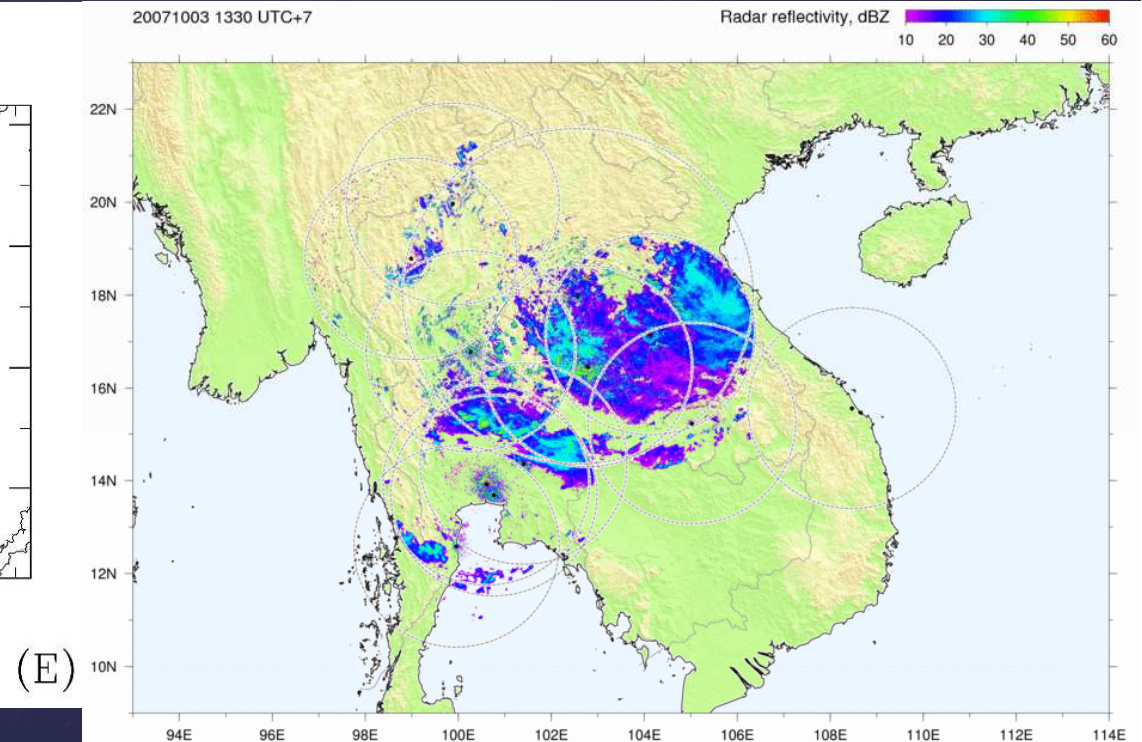 20071003 1330 UTC+7
Radar reflectivity, dBZ
10 20 30 40 50 60
22N
20N
18N
16N
14N
12N
10N
(E)
94E 96E 98E 100E 102E 104E 106E 108E 110E 112E 114E